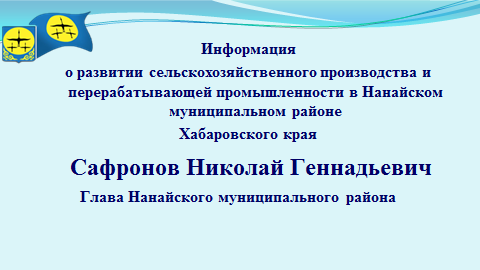 Информация
о развитии сельскохозяйственного производства и
перерабатывающей промышленности в Нанайском
муниципальном районе
Хабаровского края
Сафронов Николай Геннадьевич
Глава Нанайского муниципального района